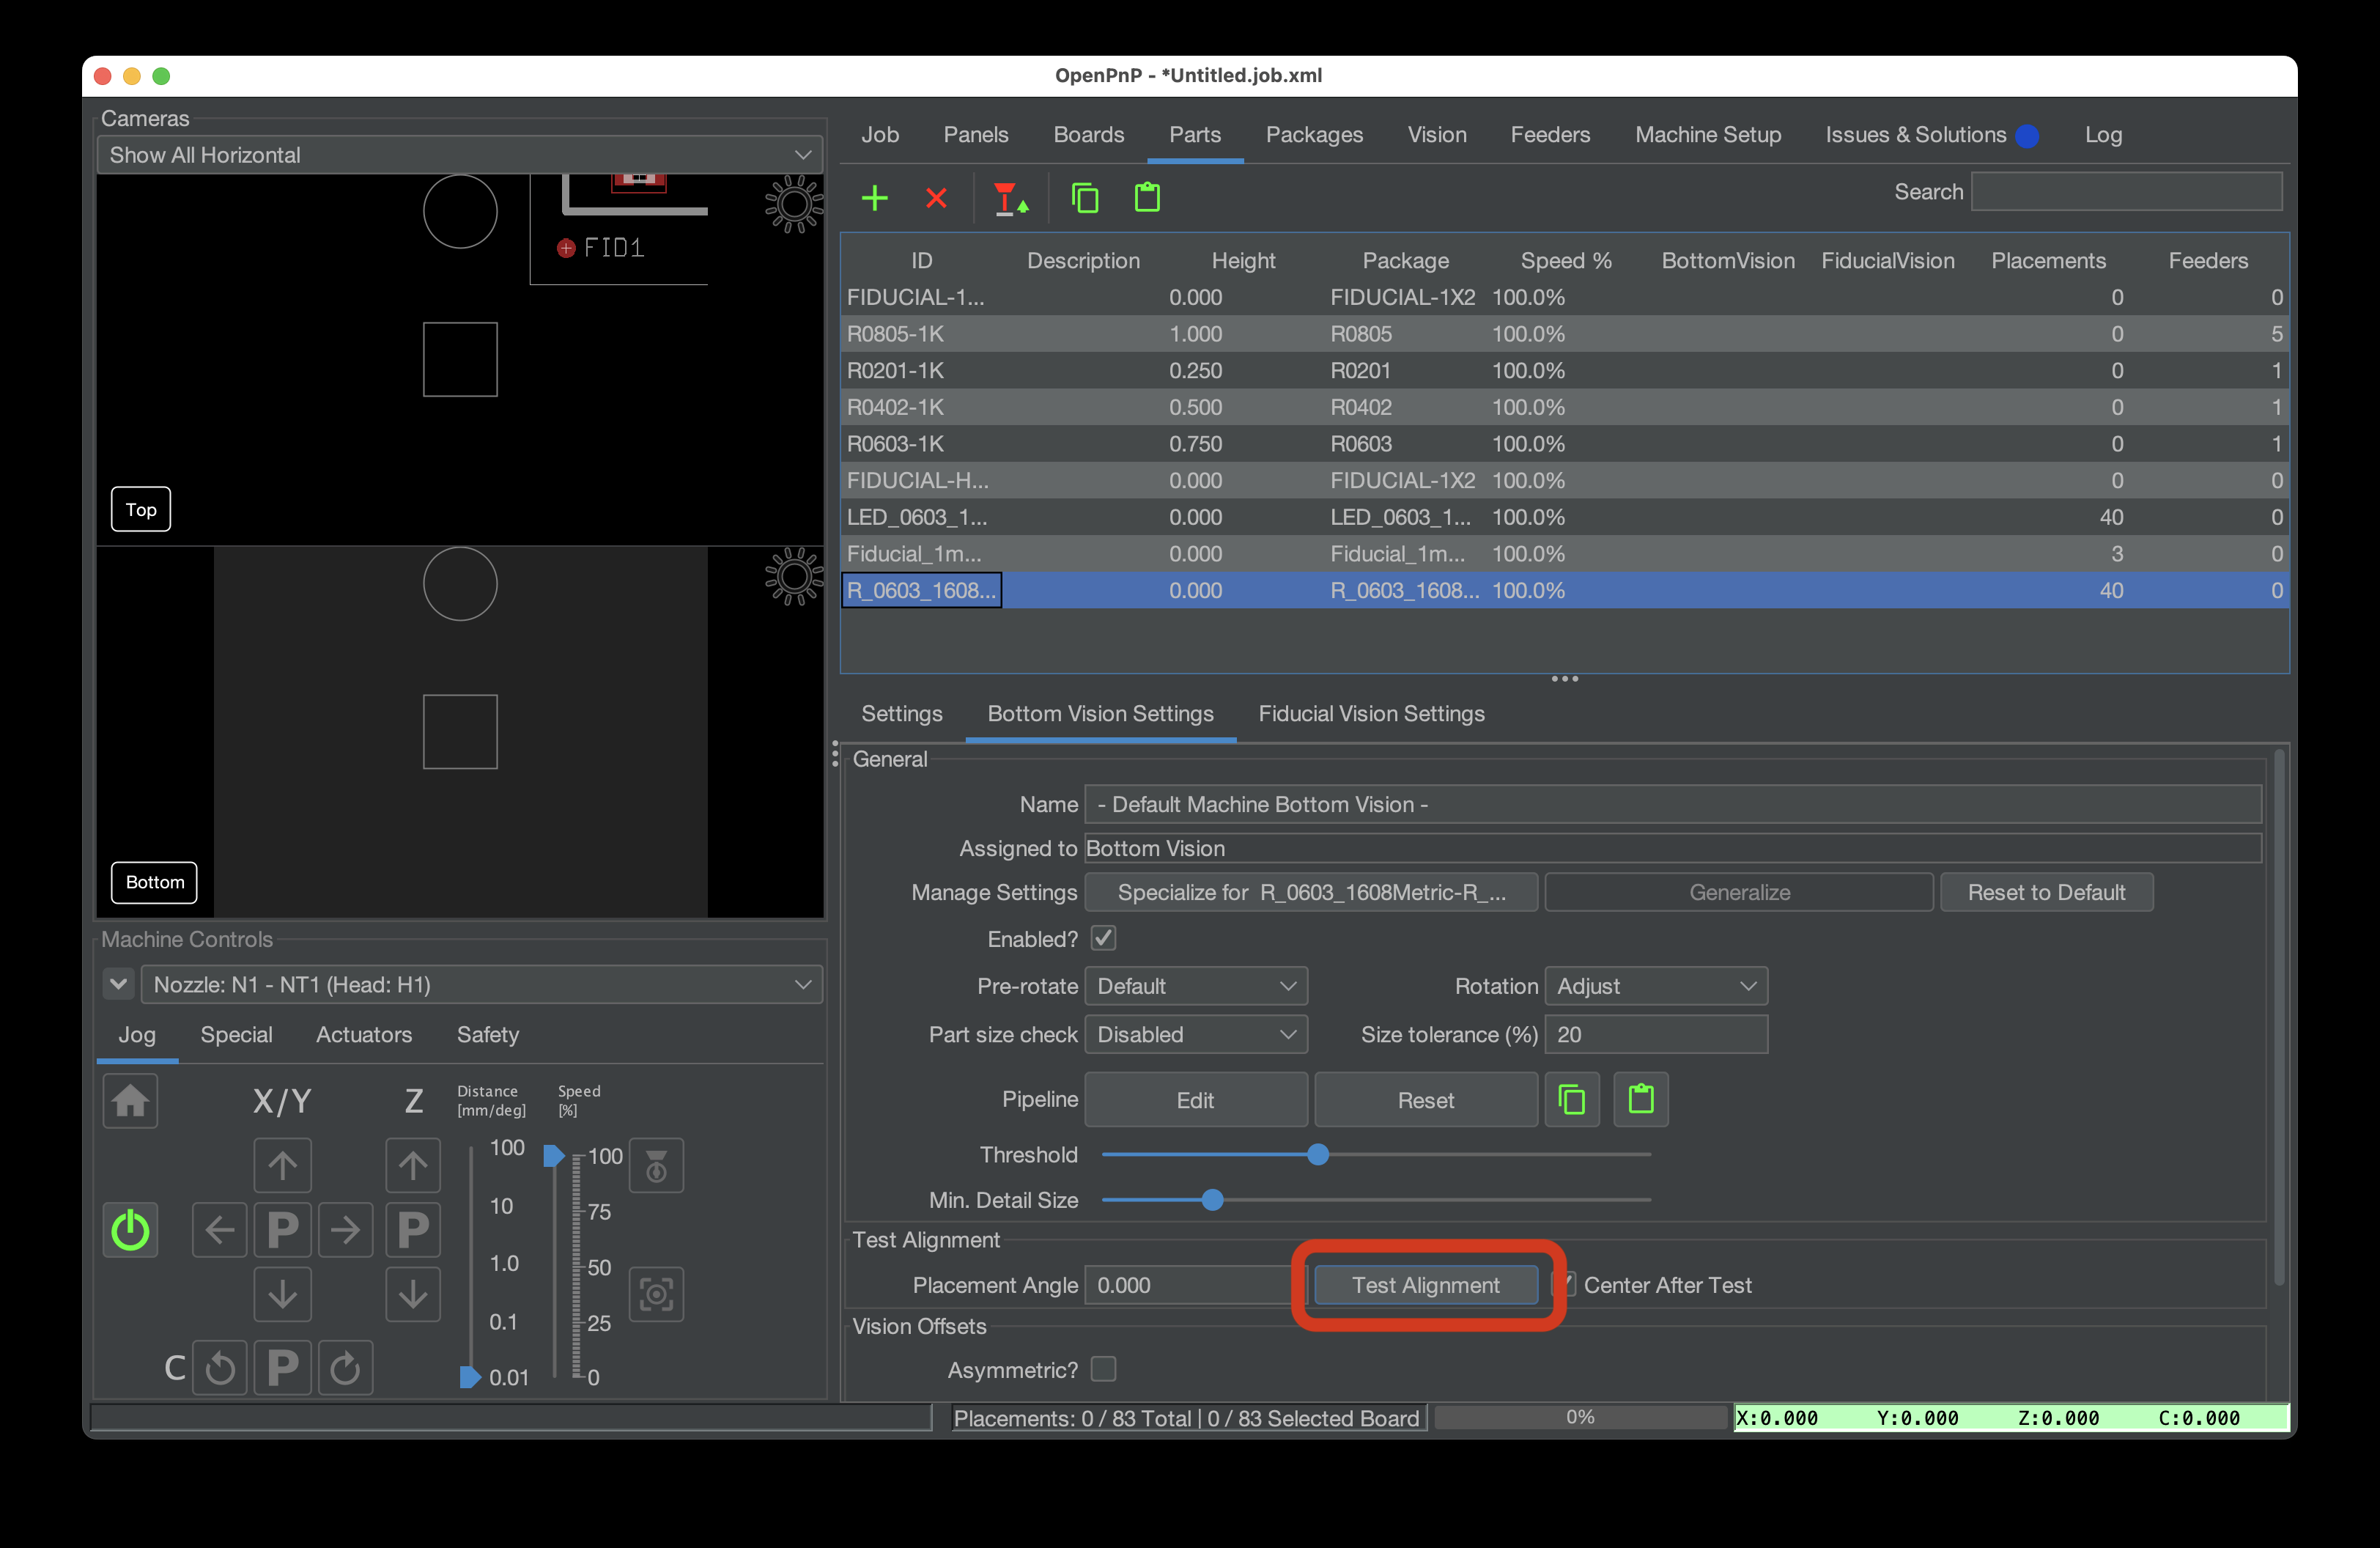 OpenPnP - *Untitled.job.xml
Cameras
Show All Horizontal
FID1
Top
Bottom
Machine Controls
Nozzle: N1 - NT1 (Head: H1)
Jog Special Actuators Safety
X/Y Z Distance [mm/deg] Speed [%]
100
10
1.0
0.1
0.01
100
75
50
25
0
P P
C P
Job Panels Boards Parts Packages Vision Feeders Machine Setup Issues & Solutions Log
Search
ID Description Height Package Speed % BottomVision FiducialVision Placements Feeders
FIDUCIAL-1... 0.000 FIDUCIAL-1X2 100.0% 0 0
R0805-1K 1.000 R0805 100.0% 0 5
R0201-1K 0.250 R0201 100.0% 0 1
R0402-1K 0.500 R0402 100.0% 0 1
R0603-1K 0.750 R0603 100.0% 0 1
FIDUCIAL-H... 0.000 FIDUCIAL-1X2 100.0% 0 0
LED_0603_1... 0.000 LED_0603_1... 100.0% 40 0
Fiducial_1m... 0.000 Fiducial_1m... 100.0% 3 0
R_0603_1608... 0.000 R_0603_1608... 100.0% 40 0
Settings Bottom Vision Settings Fiducial Vision Settings
General
Name - Default Machine Bottom Vision -
Assigned to Bottom Vision
Manage Settings Specialize for R_0603_1608Metric-R_... Generalize Reset to Default
Enabled?
Pre-rotate Default Rotation Adjust
Part size check Disabled Size tolerance (%) 20
Pipeline Edit Reset
Threshold
Min. Detail Size
Test Alignment
Placement Angle 0.000 Test Alignment Center After Test
Vision Offsets
Asymmetric?
Placements: 0 / 83 Total | 0 / 83 Selected Board 0% X:0.000 Y:0.000 Z:0.000 C:0.000